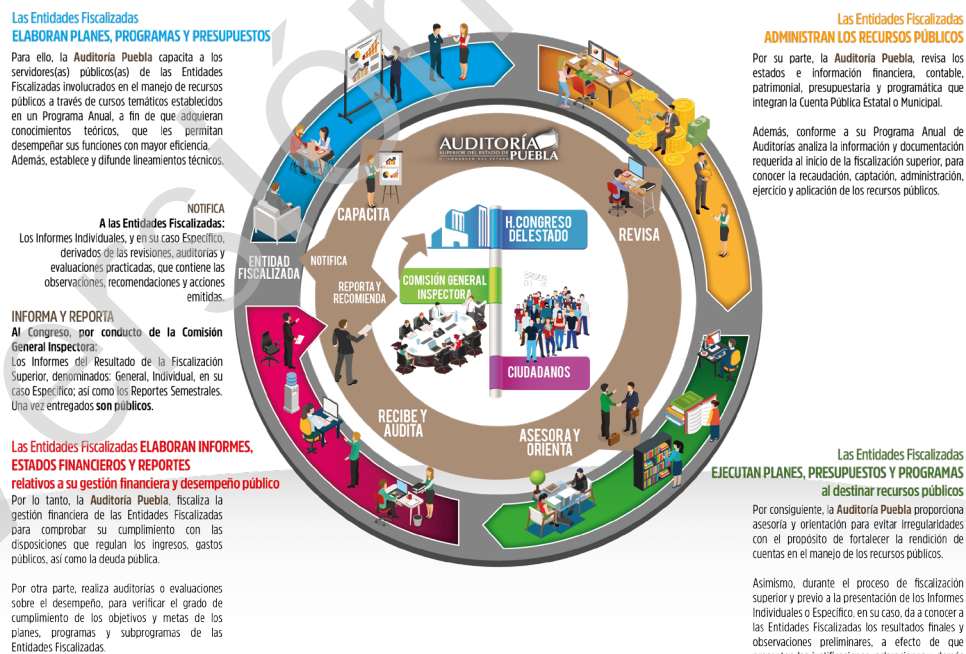 Las Entidades Fiscalizadas
ELABORAN PLANES, PROGRAMAS Y PRESUPUESTOS
Para ello, la Auditoría Puebla capacita a los
servidores(as) públicos(as) de las Entidades
Fiscalizadas involucrados en el manejo de recursos
públicos a través de cursos temáticos establecidos
en un Programa Anual, a fin de que adquieran
conocimientos teóricos, que les permitan
desempeñar sus funciones con mayor eficiencia.
Además, establece y difunde lineamientos técnicos.
NOTIFICA
A las Entidades Fiscalizadas:
Los Informes Individuales, y en su caso Específico,
derivados de las revisiones, auditorías y
evaluaciones practicadas, que contiene las
observaciones, recomendaciones y acciones
emitidas.
INFORMA Y REPORTA
Al Congreso, por conducto de la Comisión
General Inspectora:
Los Informes del Resultado de la Fiscalización
Superior, denominados: General, Individual, en su
caso Específico; así como los Reportes Semestrales.
Una vez entregados son públicos.
Las Entidades Fiscalizadas ELABORAN INFORMES,
ESTADOS FINANCIEROS Y REPORTES
relativos a su gestión financiera y desempeño público
Por lo tanto, la Auditoría Puebla, fiscaliza la
gestión financiera de las Entidades Fiscalizadas
para comprobar su cumplimiento con las
disposiciones que regulan los ingresos, gastos
públicos, así como la deuda pública.
Por otra parte, realiza auditorías o evaluaciones
sobre el desempeño, para verificar el grado de
cumplimiento de los objetivos y metas de los
planes, programas y subprogramas de las
Entidades Fiscalizadas.
AUDITORÍA
SUPERIOR DEL ESTADO DE PUEBLA
H. CONGRESO DEL ESTADO
CAPACITA
REVISA
H.CONGRESO
DEL ESTADO
ENTIDAD
FISCALIZADA
NOTIFICA
REPORTA Y
RECOMIENDA
COMISIÓN GENERAL
INSPECTORA
CIUDADANOS
RECIBE Y
AUDITA
ASESORA Y
ORIENTA
Las Entidades Fiscalizadas
ADMINISTRAN LOS RECURSOS PÚBLICOS
Por su parte, la Auditoría Puebla, revisa los
estados e información financiera, contable,
patrimonial, presupuestaria y programática que
integran la Cuenta Pública Estatal o Municipal.
Además, conforme a su Programa Anual de
Auditorías analiza la información y documentación
requerida al inicio de la fiscalización superior, para
conocer la recaudación, captación, administración,
ejercicio y aplicación de los recursos públicos.
Las Entidades Fiscalizadas
EJECUTAN PLANES, PRESUPUESTOS Y PROGRAMAS
al destinar recursos públicos
Por consiguiente, la Auditoría Puebla proporciona
asesoría y orientación para evitar irregularidades
con el propósito de fortalecer la rendición de
cuentas en el manejo de los recursos públicos.
Asimismo, durante el proceso de fiscalización
superior y previo a la presentación de los Informes
Individuales o Específico, en su caso, da a conocer a
las Entidades Fiscalizadas los resultados finales y
observaciones preliminares, a efecto de que